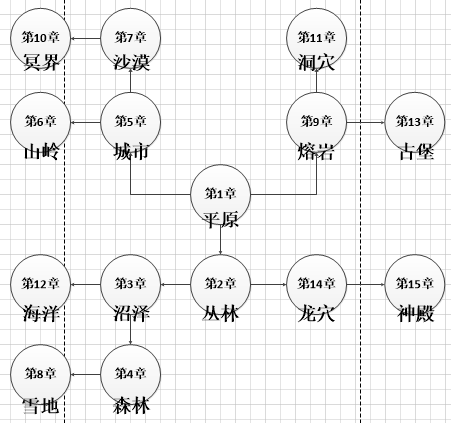 第10章
冥界
第7章
沙漠
第11章
洞穴
第6章
山岭
第5章
城市
第9章
熔岩
第13章
古堡
第1章
平原
第12章
海洋
第3章
沼泽
第2章
丛林
第14章
龙穴
第15章
神殿
第8章
雪地
第4章
森林